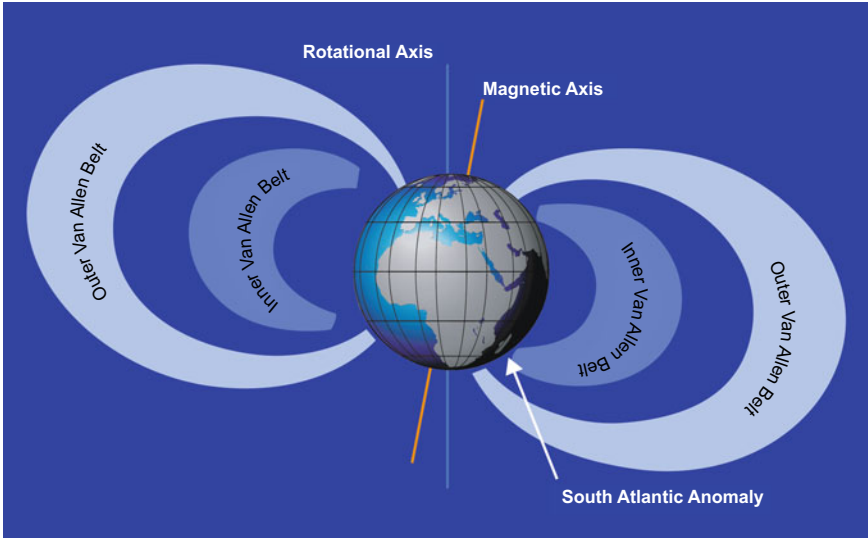 Rotational Axis
Magnetic Axis
Outer Van Allen Belt
Inner Van Allen Belt
Inner Van Allen Belt
Outer Van Allen Belt
South Atlantic Anomaly